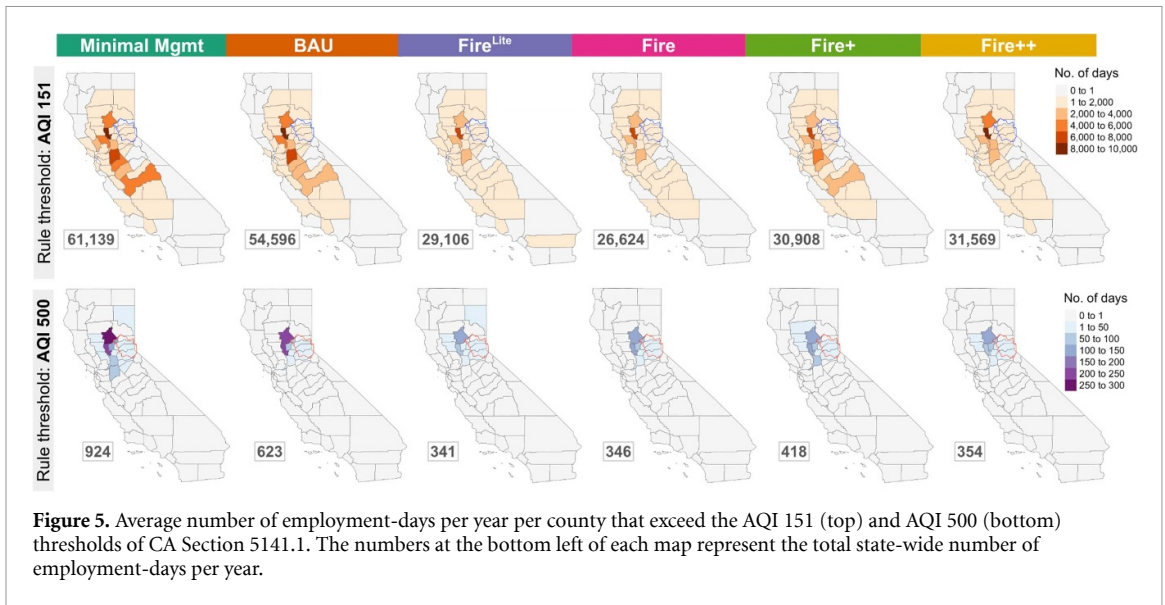 Minimal Mgmt BAU Fire^Lite Fire Fire+ Fire++
Rule threshold: AQI 151
No. of days
0 to 1
1 to 2,000
2,000 to 4,000
4,000 to 6,000
6,000 to 8,000
8,000 to 10,000
61,139 54,596 29,106 26,624 30,908 31,569
Rule threshold: AQI 500
No. of days
0 to 1
1 to 50
50 to 100
100 to 150
150 to 200
200 to 250
250 to 300
924 623 341 346 418 354
Figure 5. Average number of employment-days per year per county that exceed the AQI 151 (top) and AQI 500 (bottom)
thresholds of CA Section 5141.1. The numbers at the bottom left of each map represent the total state-wide number of
employment-days per year.